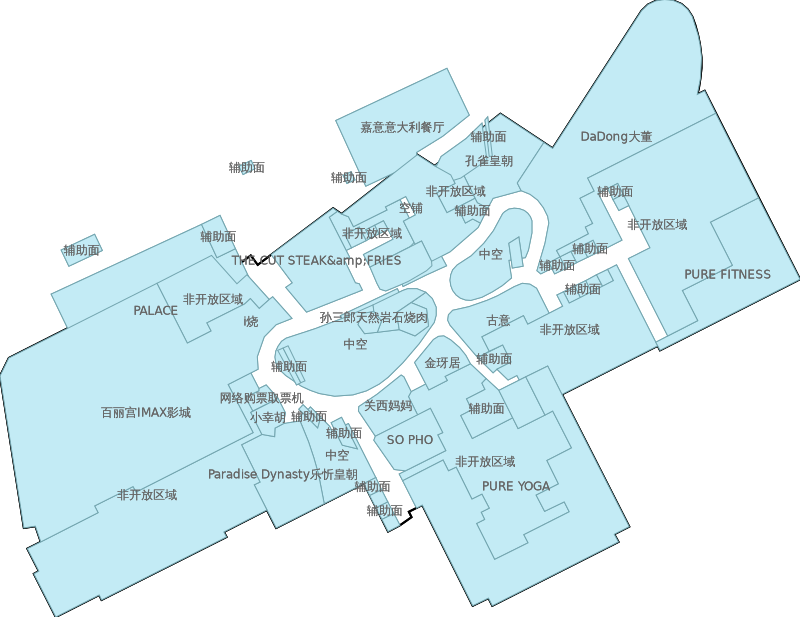 嘉意意大利餐厅
辅助面
DaDong大董
孔雀皇朝
辅助面
辅助面
非开放区域
辅助面
空铺
辅助面
非开放区域
非开放区域
辅助面
辅助面
辅助面
中空
THE CUT STEAK&amp;FRIES
辅助面
PURE FITNESS
辅助面
非开放区域
PALACE
I烧
孙三郎天然岩石烧肉
古意
非开放区域
中空
辅助面
金玡居
辅助面
网络购票取票机
关西妈妈
辅助面
百丽宫IMAX影城
小幸胡
辅助面
辅助面
SO PHO
中空
非开放区域
Paradise Dynasty乐忻皇朝
辅助面
PURE YOGA
非开放区域
辅助面